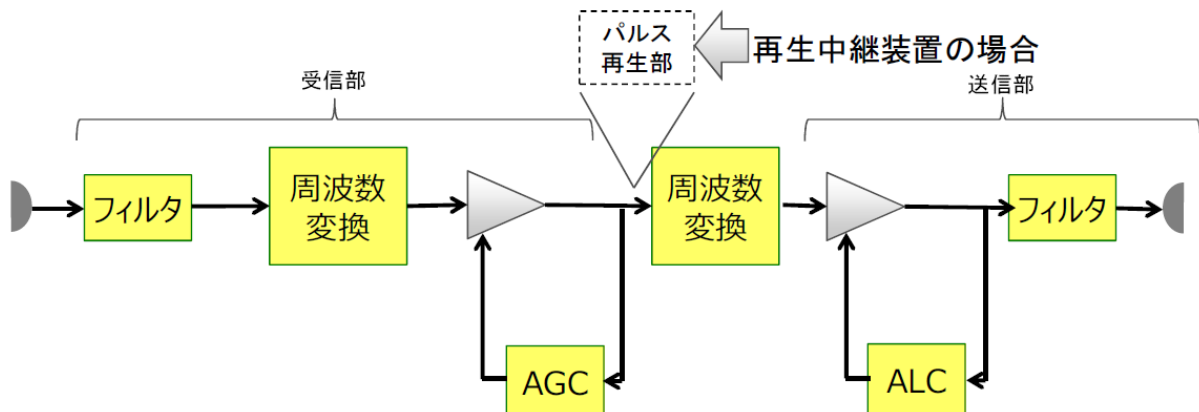 パルス
再生部
再生中継装置の場合
受信部
送信部
フィルタ
周波数
変換
周波数
変換
フィルタ
AGC
ALC